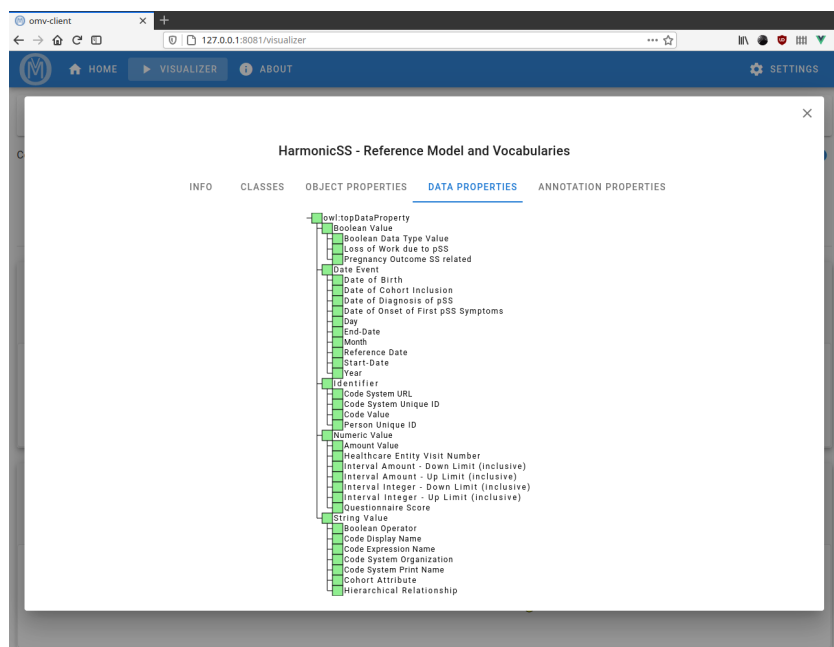 omv-client
127.0.0.1:8081/visualizer
HOME
VISUALIZER
ABOUT
SETTINGS
HarmonicSS - Reference Model and Vocabularies
INFO
CLASSES
OBJECT PROPERTIES
DATA PROPERTIES
ANNOTATION PROPERTIES
owl:topDataProperty
Boolean Value
Boolean Data Type Value
Loss of Work due to pSS
Pregnancy Outcome SS related
Date Event
Date of Birth
Date of Cohort Inclusion
Date of Diagnosis of pSS
Date of Onset of First pSS Symptoms
Day
End-Date
Month
Reference Date
Start-Date
Year
Identifier
Code System URL
Code System Unique ID
Code Value
Person Unique ID
Numeric Value
Amount Value
Healthcare Entity Visit Number
Interval Amount - Down Limit (inclusive)
Interval Amount - Up Limit (inclusive)
Interval Integer - Down Limit (inclusive)
Interval Integer - Up Limit (inclusive)
Questionnaire Score
String Value
Boolean Operator
Code Display Name
Code Expression Name
Code System Organization
Code System Print Name
Cohort Attribute
Hierarchical Relationship